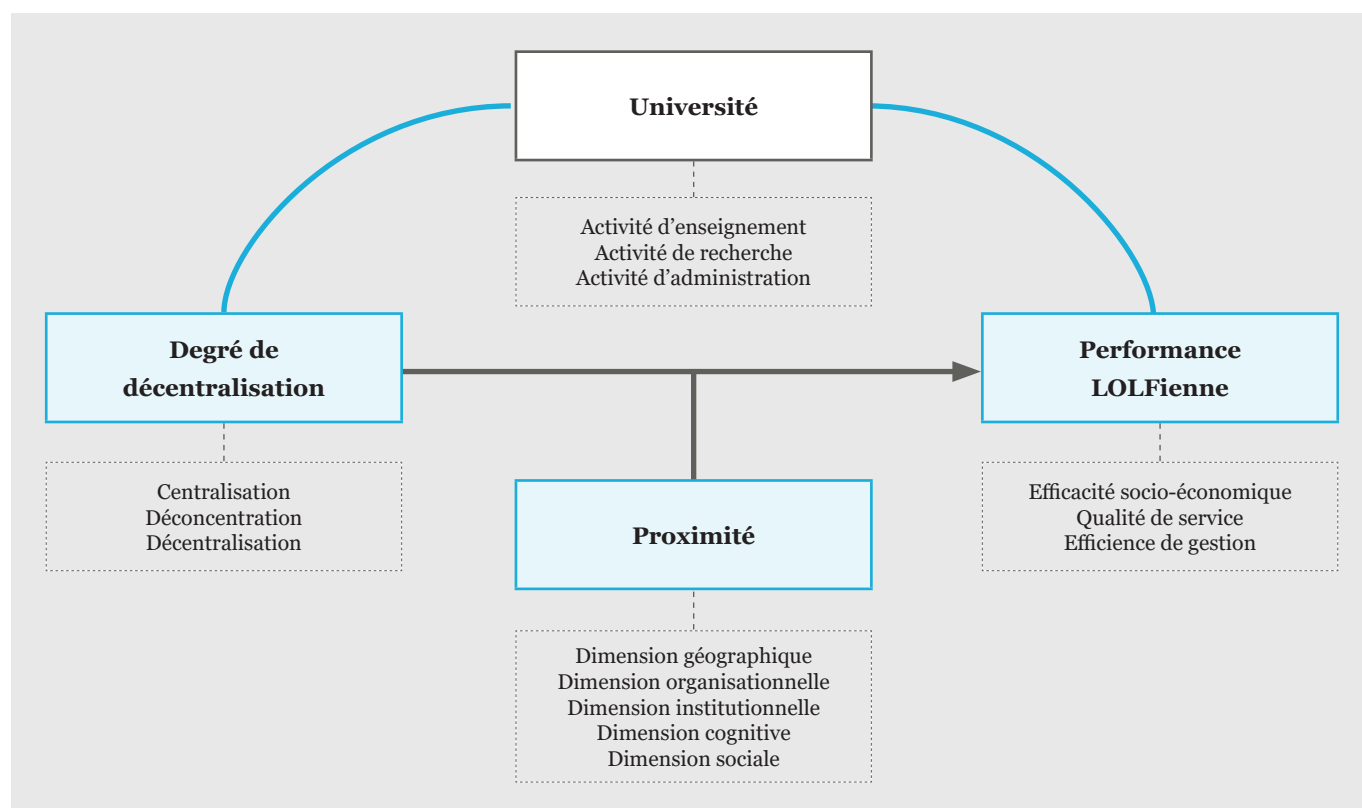 Université
Activité d’enseignement
Activité de recherche
Activité d’administration
Degré de
décentralisation
Centralisation
Déconcentration
Décentralisation
Performance
LOLFienne
Efficacité socio-économique
Qualité de service
Efficience de gestion
Proximité
Dimension géographique
Dimension organisationnelle
Dimension institutionnelle
Dimension cognitive
Dimension sociale